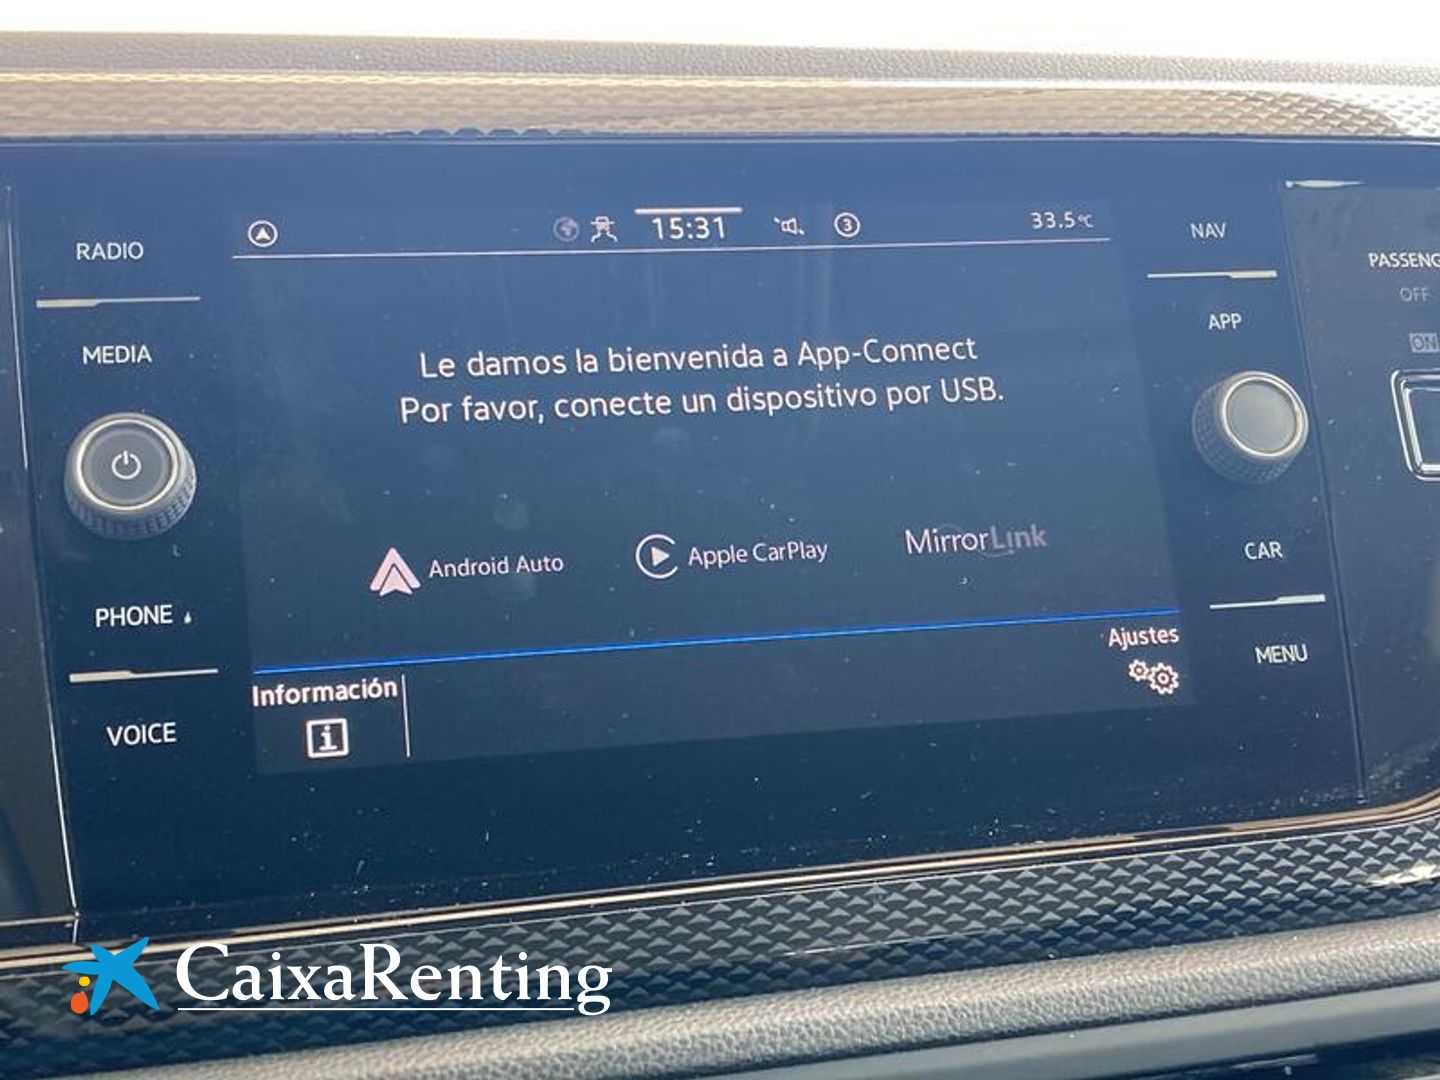 RADIO
MEDIA
PHONE
VOICE
15:31
3
33.5°C
Le damos la bienvenida a App-Connect
Por favor, conecte un dispositivo por USB.
Android Auto
Apple CarPlay
MirrorLink
Información
i
Ajustes
NAV
APP
CAR
MENU
PASSENG
OFF
ON
CaixaRenting